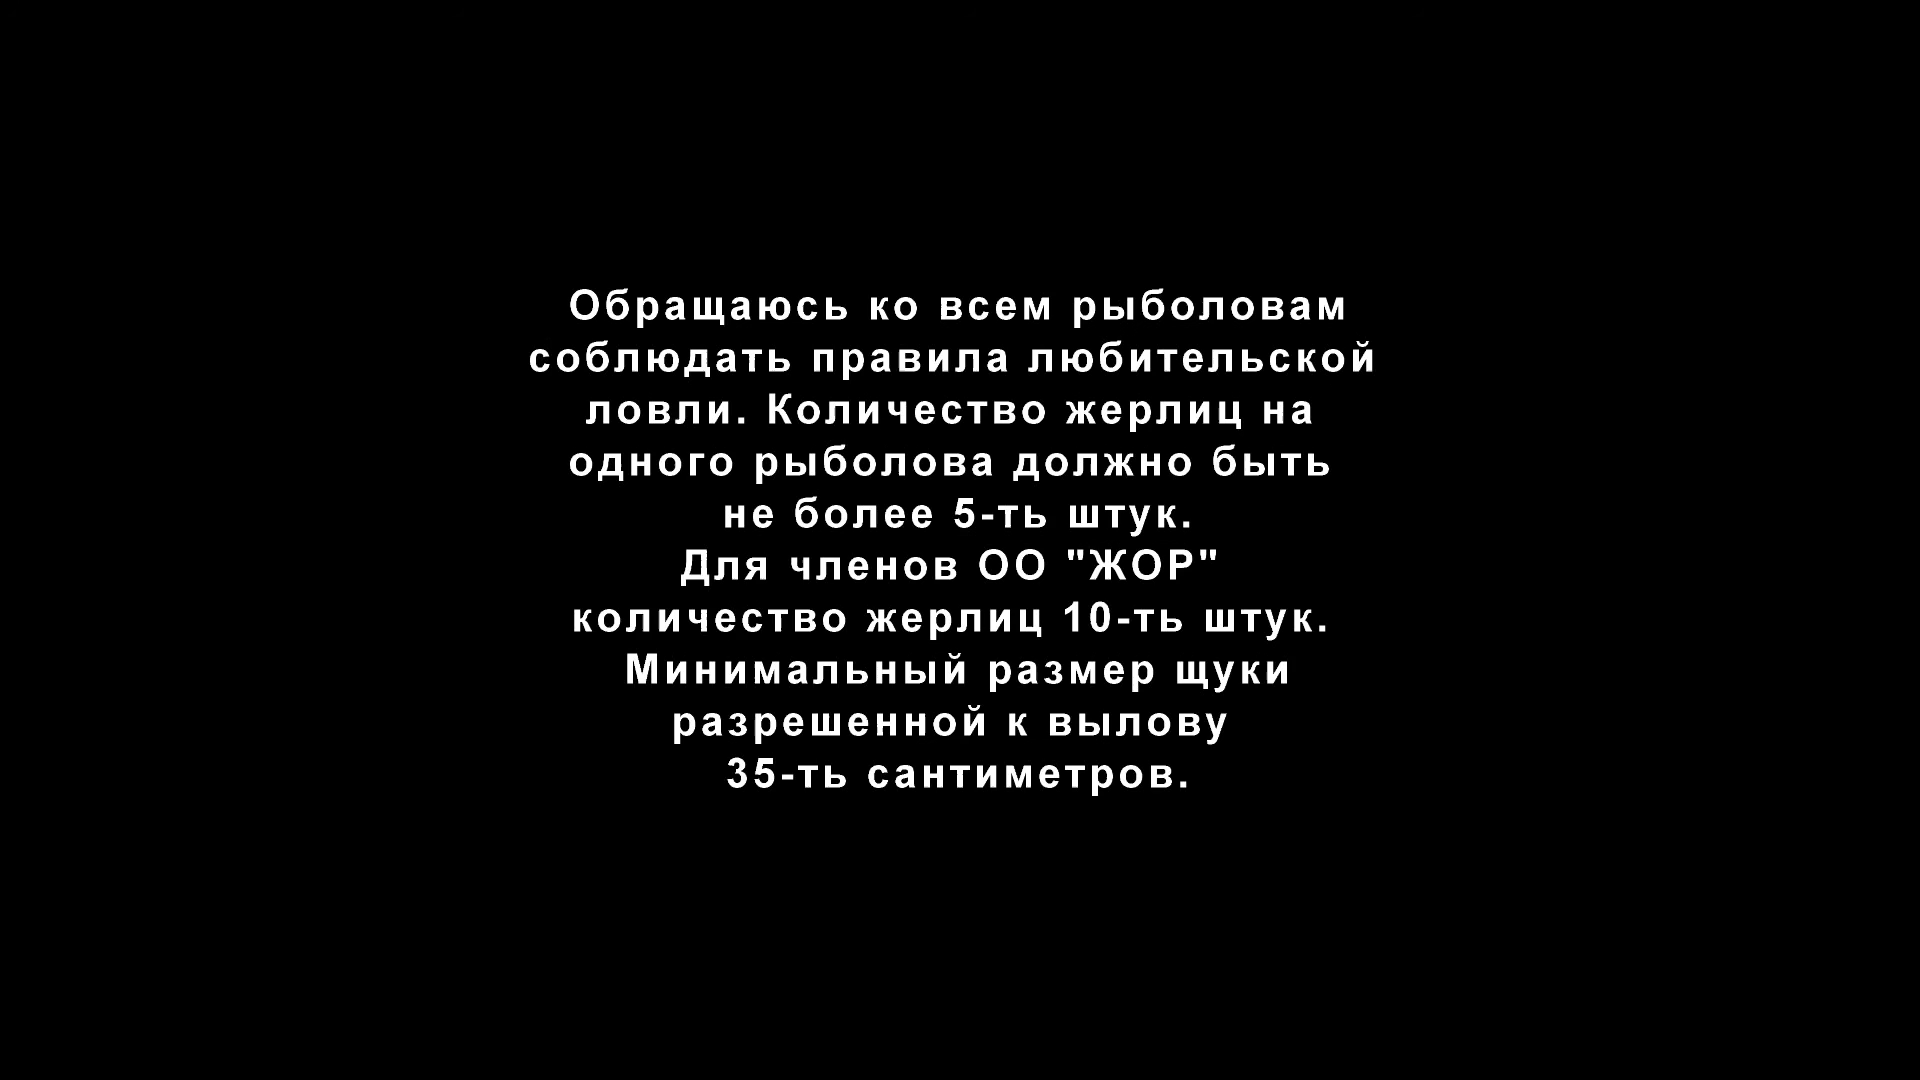 Обращаюсь ко всем рыболовам
соблюдать правила любительской
ловли. Количество жерлиц на
одного рыболова должно быть
не более 5-ть штук.
Для членов ОО "ЖОР"
количество жерлиц 10-ть штук.
Минимальный размер щуки
разрешенной к вылову
35-ть сантиметров.